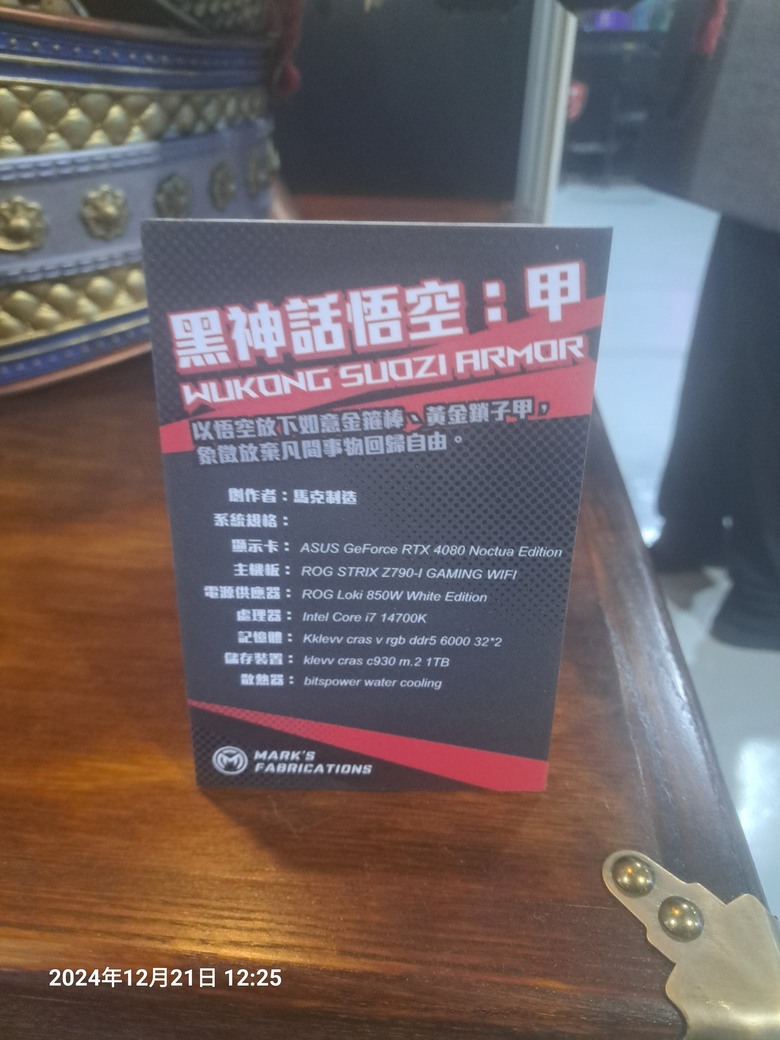 黑神話悟空：甲
WUKONG SUOZI ARMOR
以悟空放下如意金箍棒、黃金鎖子甲，
象徵放棄凡間事物回歸自由。
創作者：馬克制造
系統規格：
顯示卡：ASUS GeForce RTX 4080 Noctua Edition
主機板：ROG STRIX Z790-I GAMING WIFI
電源供應器：ROG Loki 850W White Edition
處理器：Intel Core i7 14700K
記憶體：Kklevv cras v rgb ddr5 6000 32*2
儲存裝置：klevv cras c930 m.2 1TB
散熱器：bitspower water cooling
MARK'S
FABRICATIONS
2024年12月21日 12:25